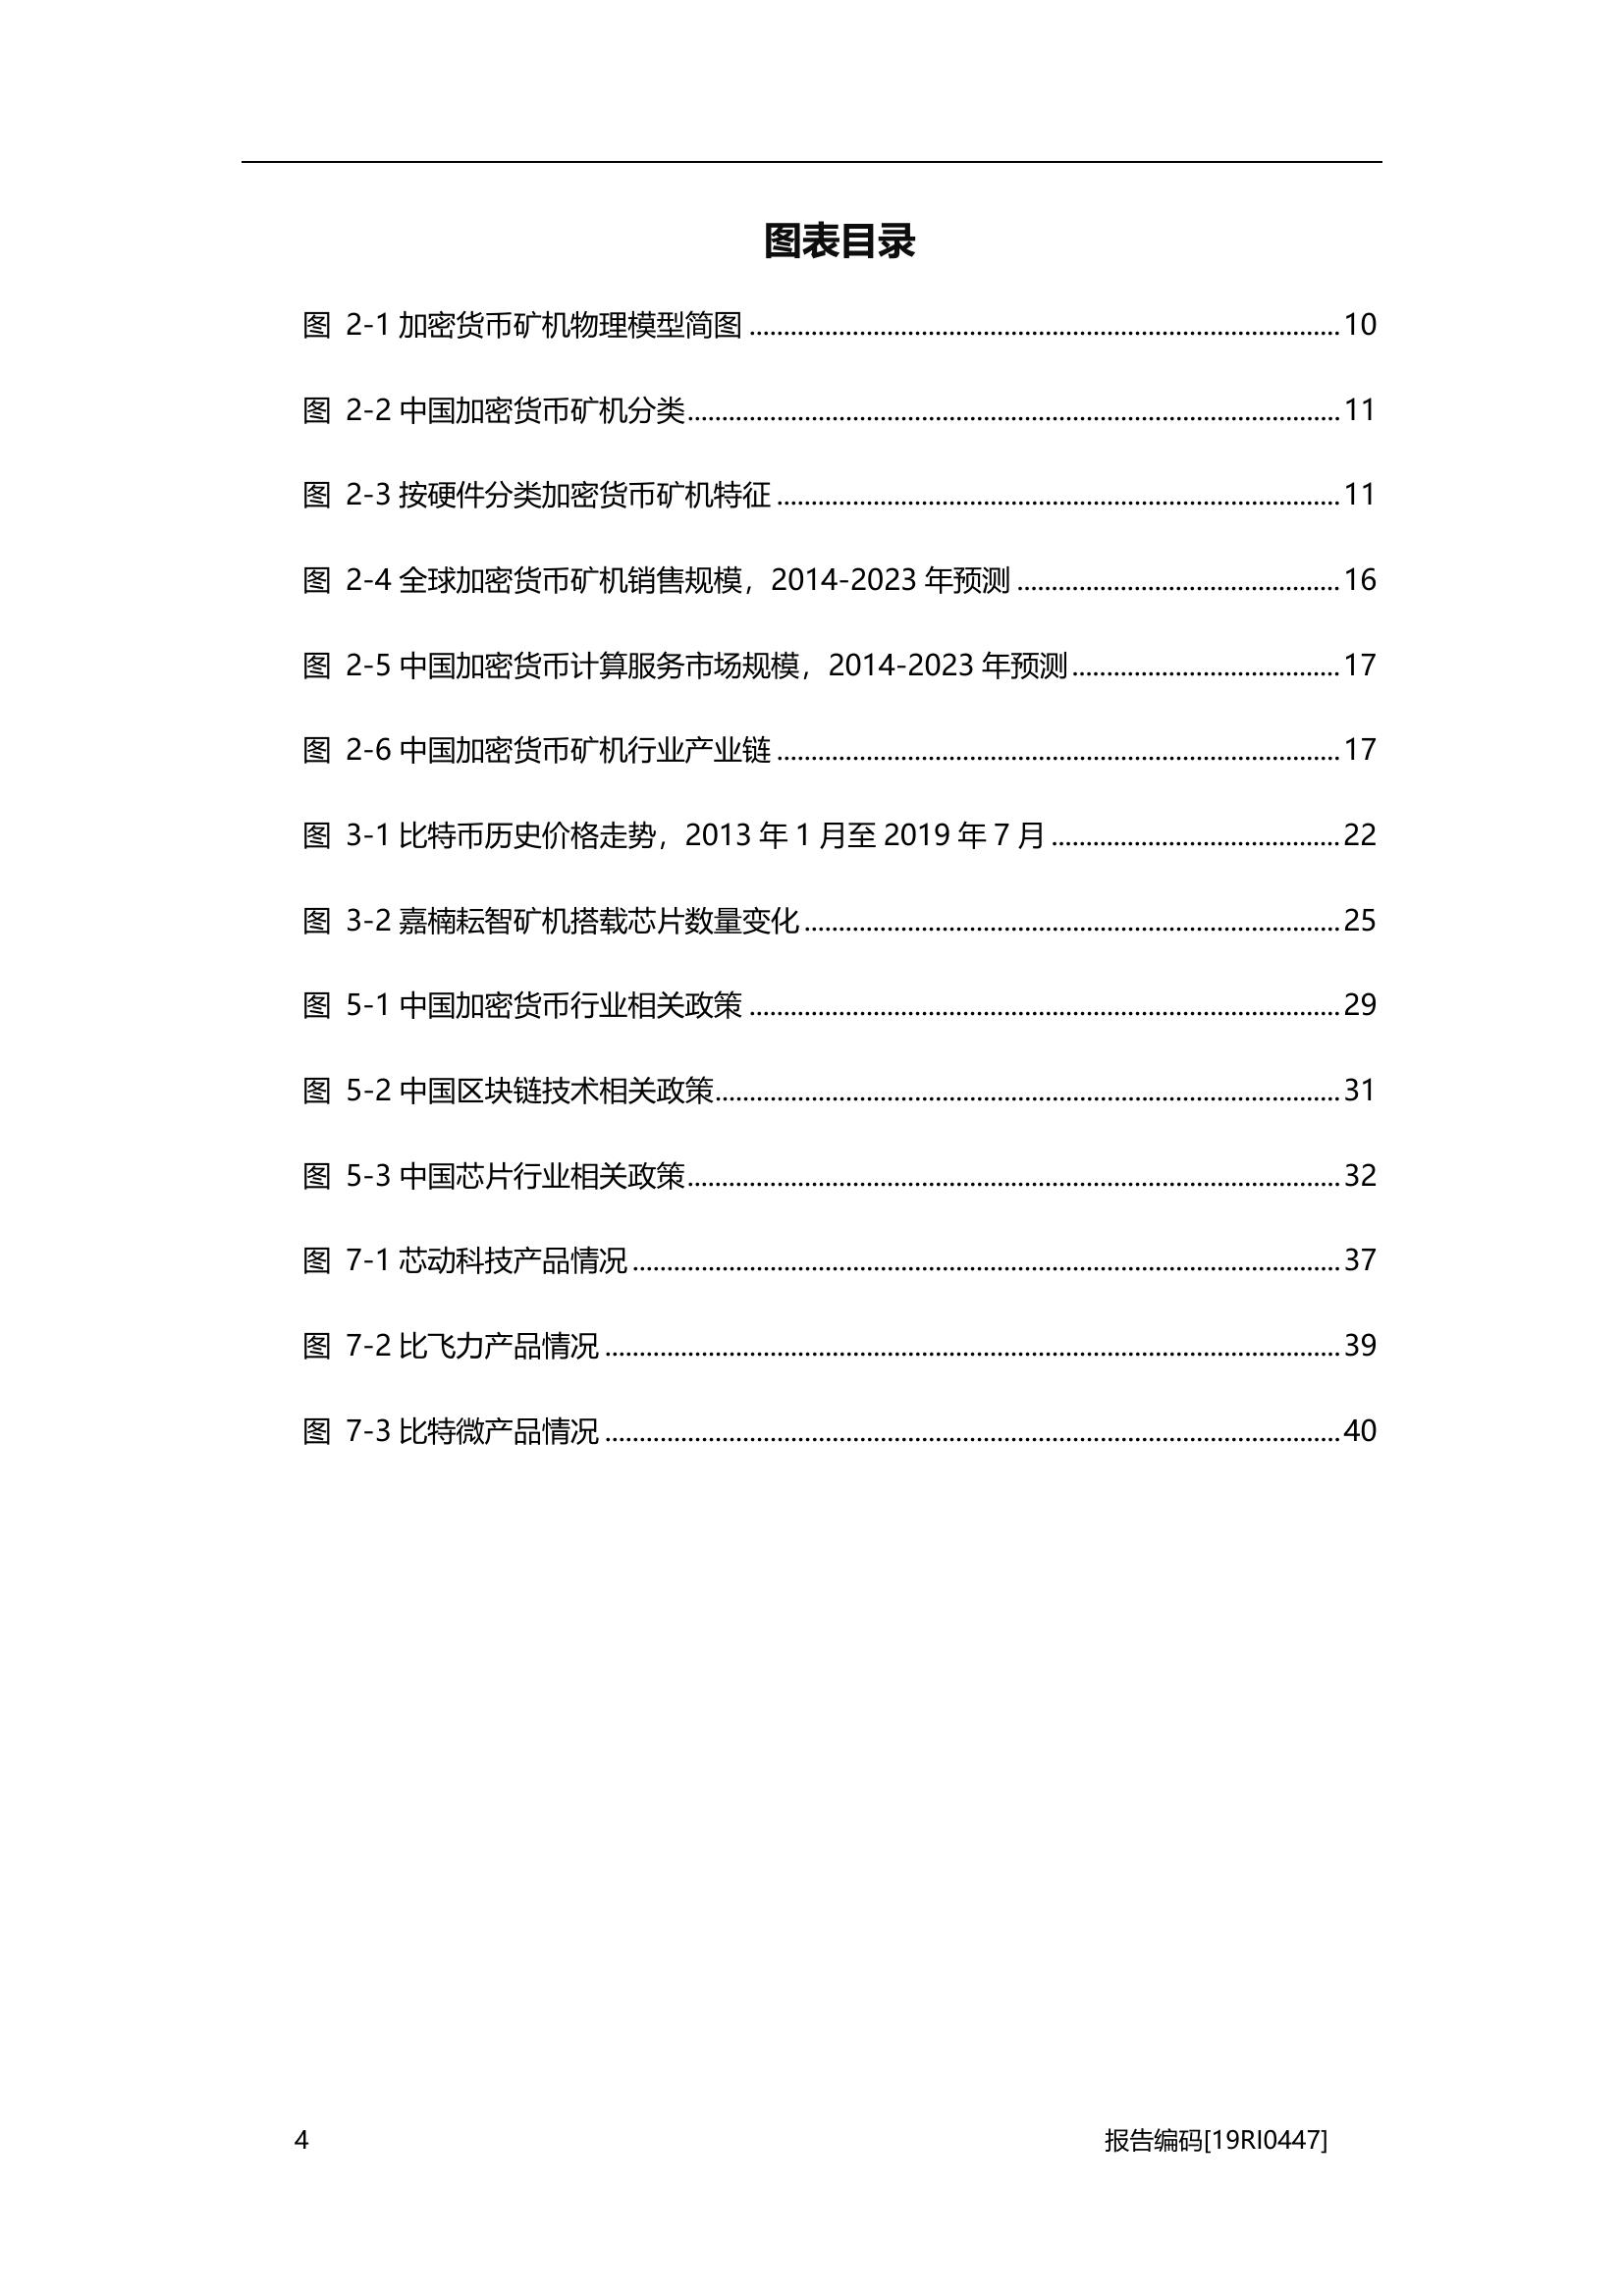 图表目录
图 2-1 加密货币矿机物理模型简图 ........ 10
图 2-2 中国加密货币矿机分类 ........ 11
图 2-3 按硬件分类加密货币矿机特征 ........ 11
图 2-4 全球加密货币矿机销售规模，2014-2023 年预测 ........ 16
图 2-5 中国加密货币计算服务市场规模，2014-2023 年预测 ........ 17
图 2-6 中国加密货币矿机行业产业链 ........ 17
图 3-1 比特币历史价格走势，2013 年 1 月至 2019 年 7 月 ........ 22
图 3-2 嘉楠耘智矿机搭载芯片数量变化 ........ 25
图 5-1 中国加密货币行业相关政策 ........ 29
图 5-2 中国区块链技术相关政策 ........ 31
图 5-3 中国芯片行业相关政策 ........ 32
图 7-1 芯动科技产品情况 ........ 37
图 7-2 比飞力产品情况 ........ 39
图 7-3 比特微产品情况 ........ 40
4 报告编码[19RI0447]